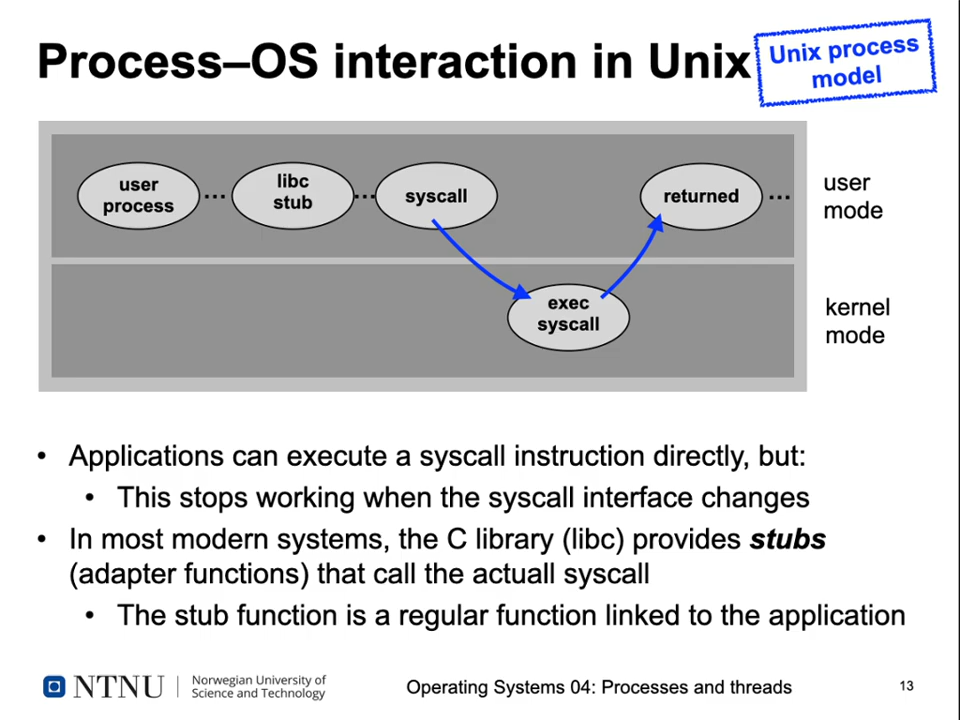 Process–OS interaction in Unix
Unix process
model
user
process
...
libc
stub
...
syscall
returned
...
user
mode
exec
syscall
kernel
mode
• Applications can execute a syscall instruction directly, but:
• This stops working when the syscall interface changes
• In most modern systems, the C library (libc) provides stubs
(adapter functions) that call the actuall syscall
• The stub function is a regular function linked to the application
NTNU
Norwegian University of
Science and Technology
Operating Systems 04: Processes and threads
13